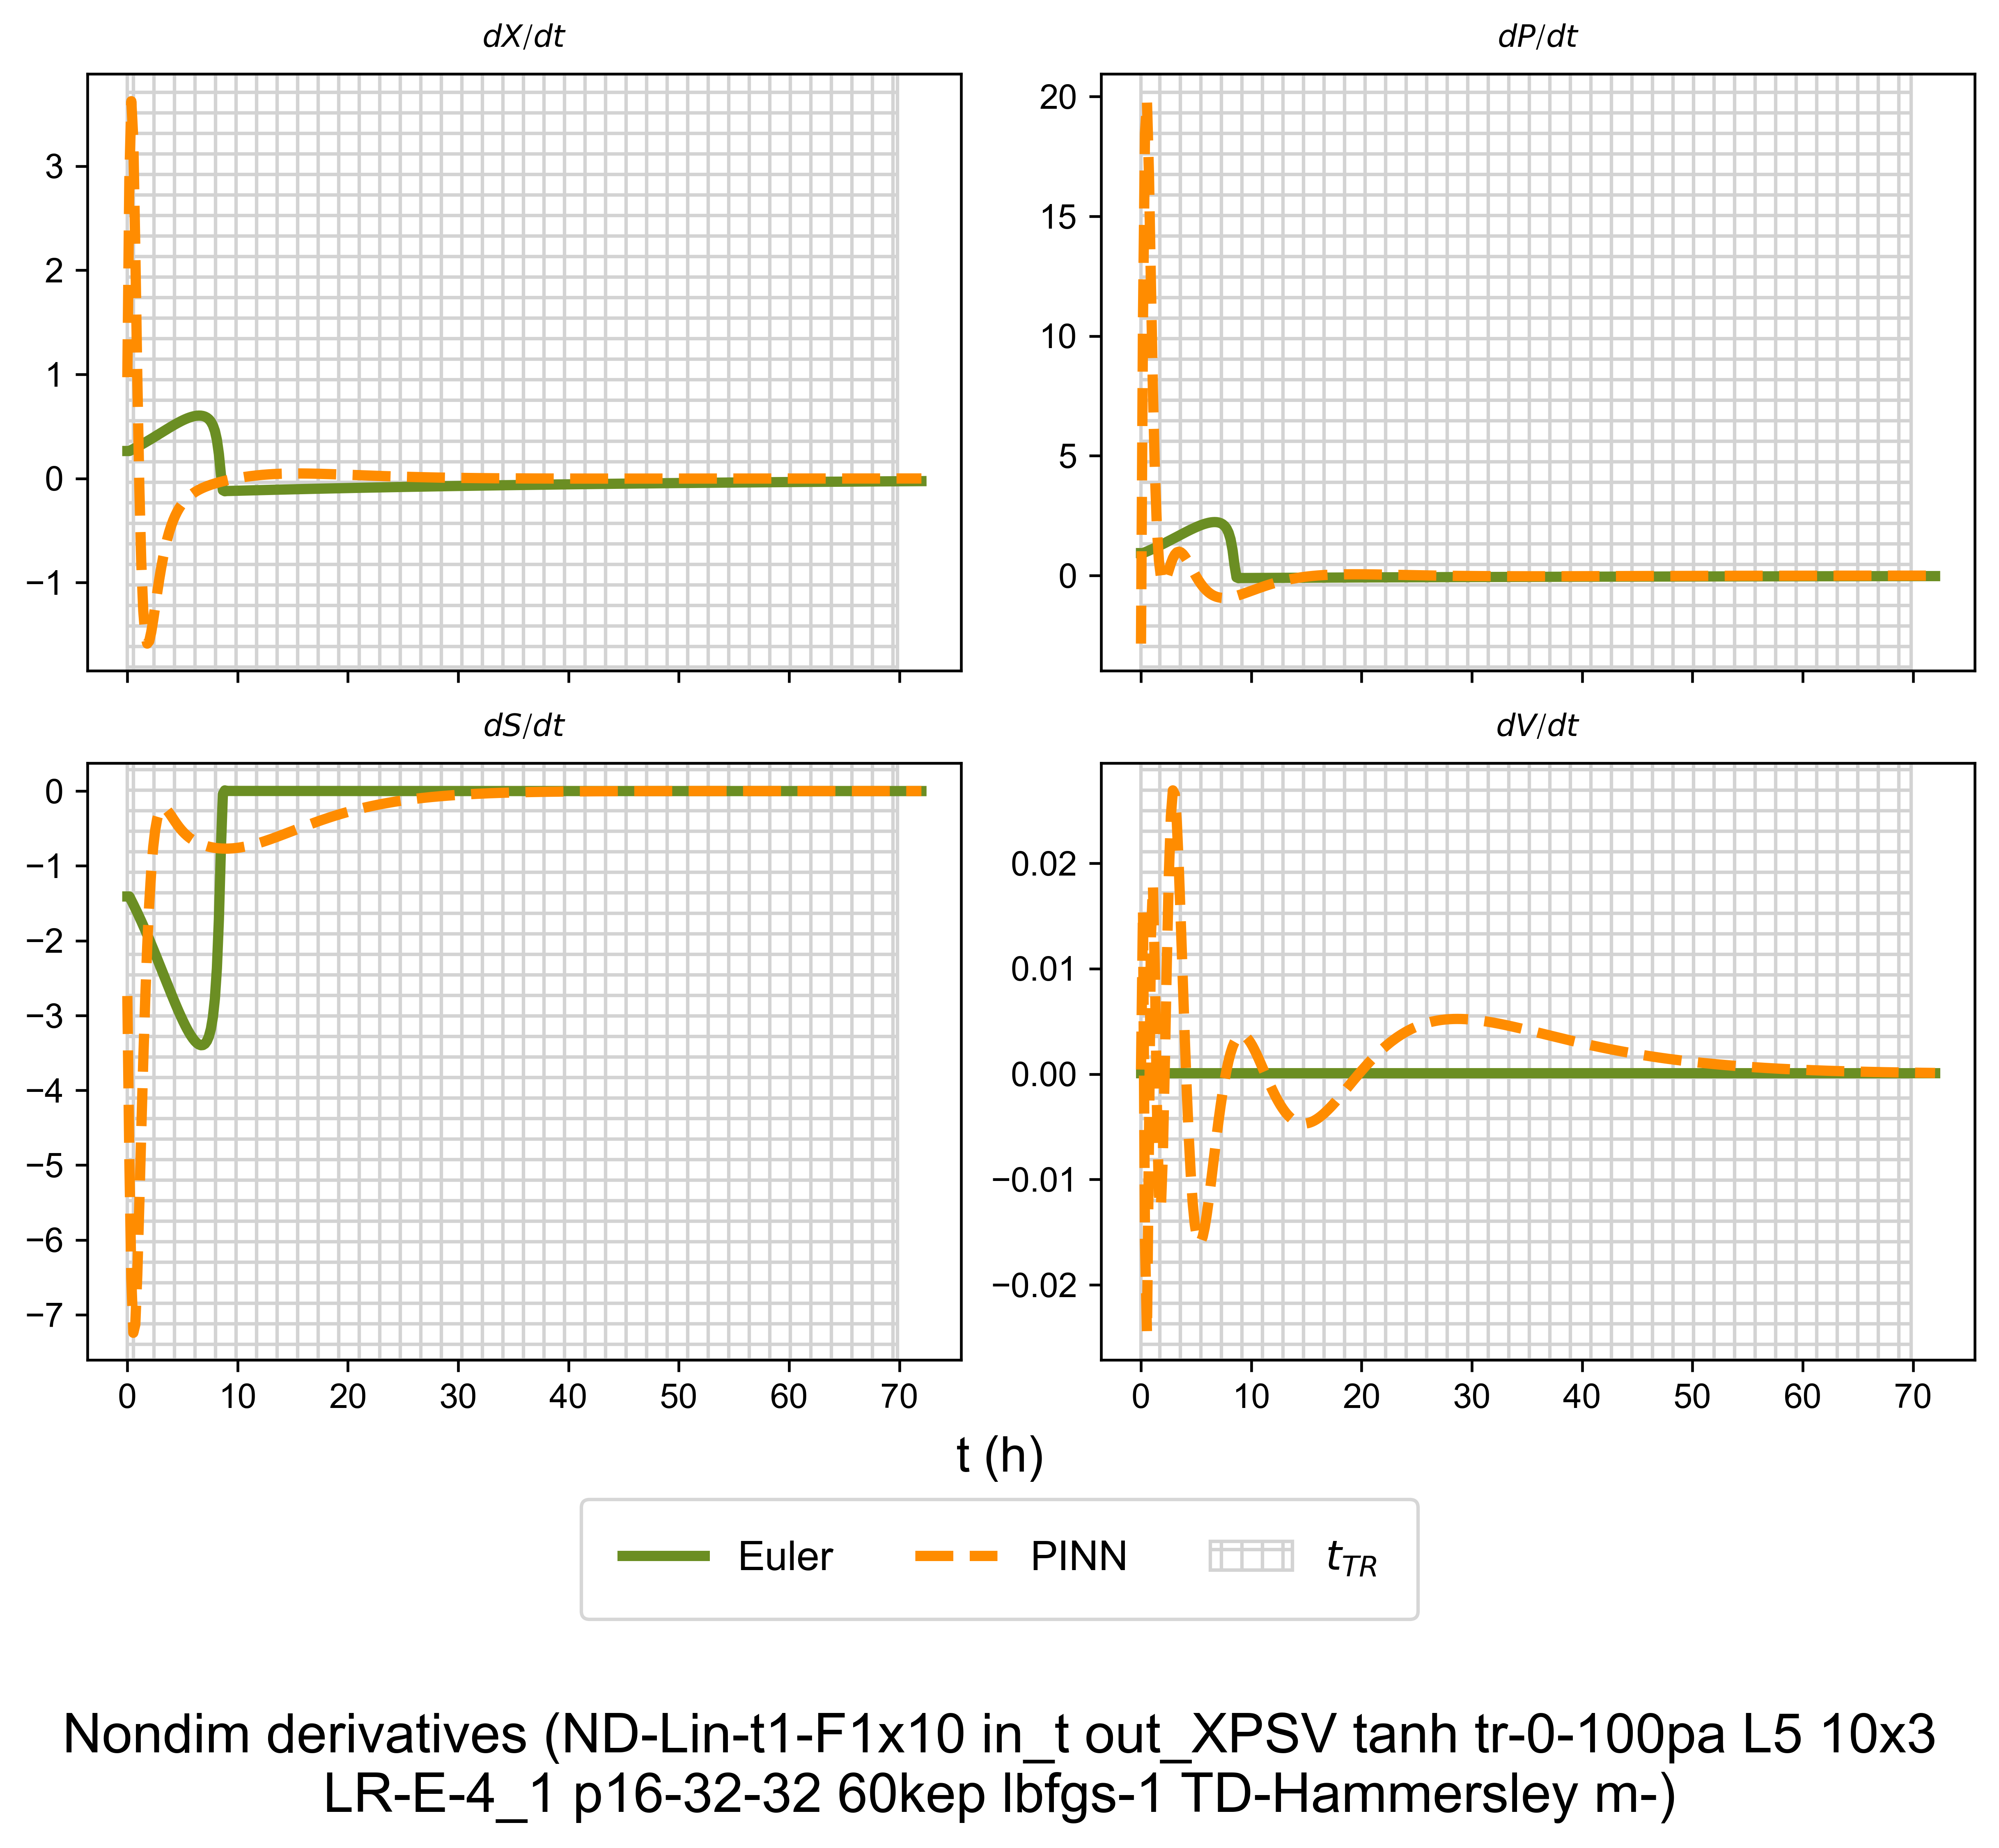 dX/dt
dP/dt
3
2
1
0
−1
20
15
10
5
0
dS/dt
dV/dt
0
−1
−2
−3
−4
−5
−6
−7
0 10 20 30 40 50 60 70
0.02
0.01
0.00
−0.01
−0.02
0 10 20 30 40 50 60 70
t (h)
Euler PINN t_TR
Nondim derivatives (ND-Lin-t1-F1x10 in_t out_XPSV tanh tr-0-100pa L5 10x3
LR-E-4_1 p16-32-32 60kep lbfgs-1 TD-Hammersley m-)